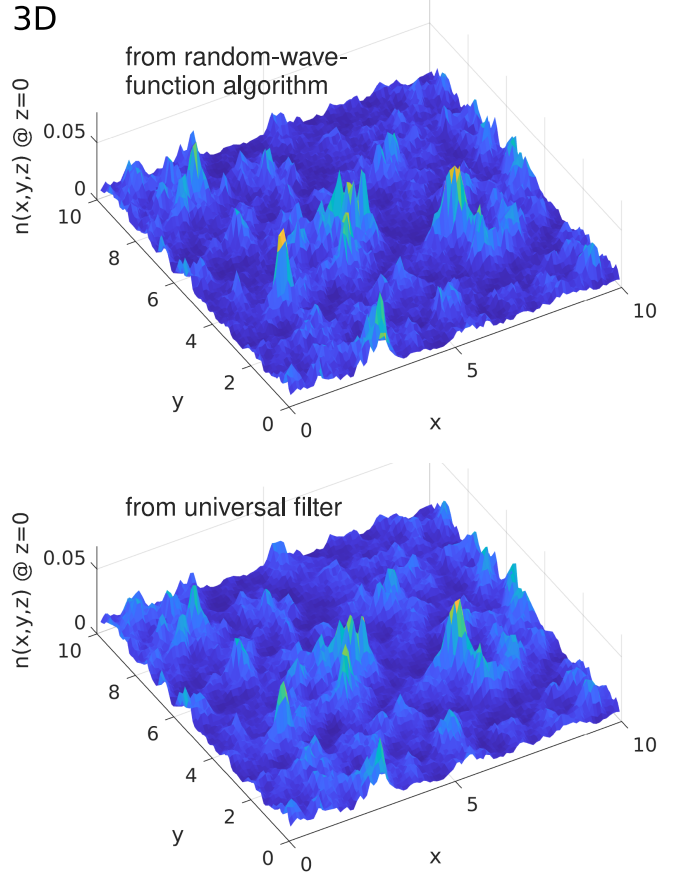 3D
from random-wave-
function algorithm
n(x,y,z) @ z=0
0.05
0
10
8
6
4
2
0
y
0
5
10
x
from universal filter
n(x,y,z) @ z=0
0.05
0
10
8
6
4
2
0
y
0
5
10
x